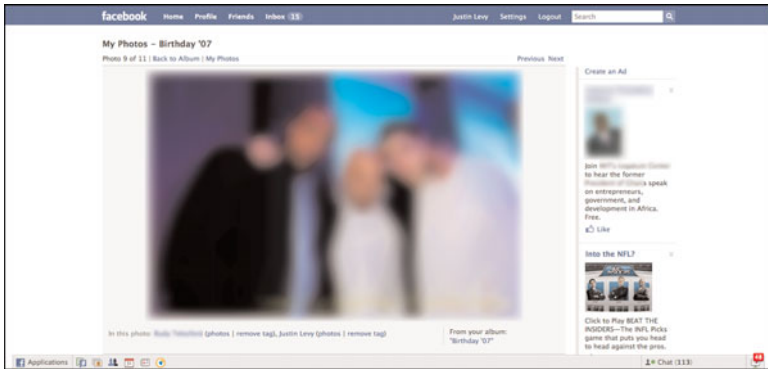 facebook Home Profile Friends Inbox 15 Justin Levy Settings Logout Search
My Photos – Birthday '07
Photo 9 of 11 | Back to Album | My Photos Previous Next
Create an Ad
x
Join
to hear the former
speak
on entrepreneurs,
government, and
development in Africa.
Free.
Like
Into the NFL? x
Click to Play BEAT THE
INSIDERS—The NFL Picks
game that puts you head
to head against the pros.
In this photo: (photos | remove tag), Justin Levy (photos | remove tag)
From your album:
"Birthday '07"
Applications Chat (113)